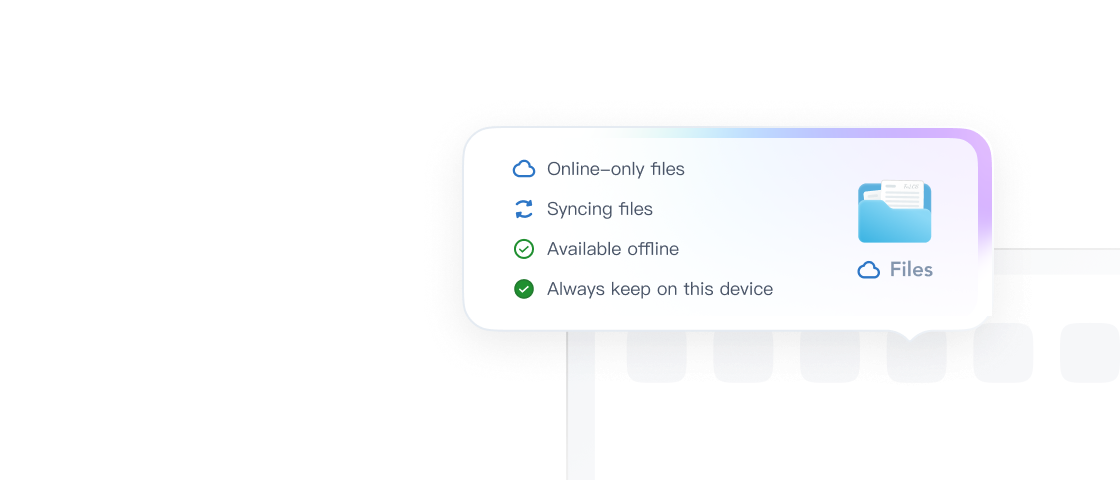 Online-only files
Syncing files
Available offline
Always keep on this device
Files